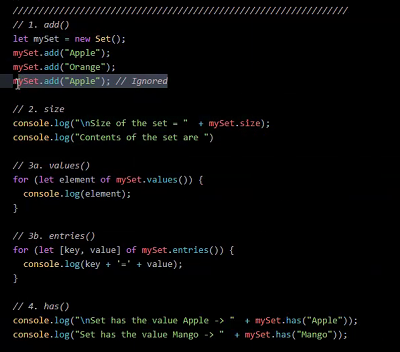 ////////////////////////////////////////////////////////////////
// 1. add()
let mySet = new Set();
mySet.add("Apple");
mySet.add("Orange");
mySet.add("Apple"); // Ignored
// 2. size
console.log("\nSize of the set = "  + mySet.size);
console.log("Contents of the set are ")
// 3a. values()
for (let element of mySet.values()) {
  console.log(element);
}
// 3b. entries()
for (let [key, value] of mySet.entries()) {
  console.log(key + '=' + value);
}
// 4. has()
console.log("\nSet has the value Apple -> "  + mySet.has("Apple"));
console.log("Set has the value Mango -> "  + mySet.has("Mango"));